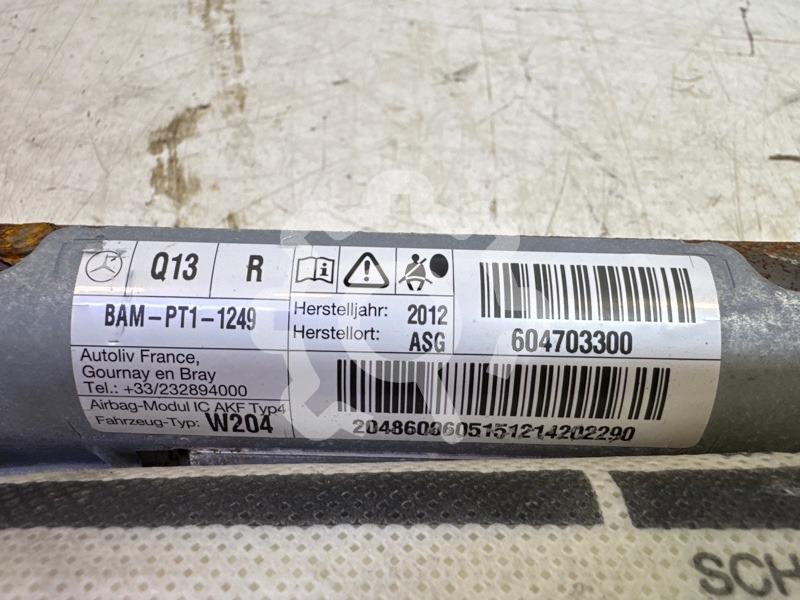 Q13 R
BAM-PT1-1249
Herstelljahr: 2012
Herstellort: ASG
604703300
Autoliv France,
Gournay en Bray
Tel.: +33/232894000
Airbag-Modul IC AKF Typ4
Fahrzeug-Typ: W204
2048608605151214202290
SCH